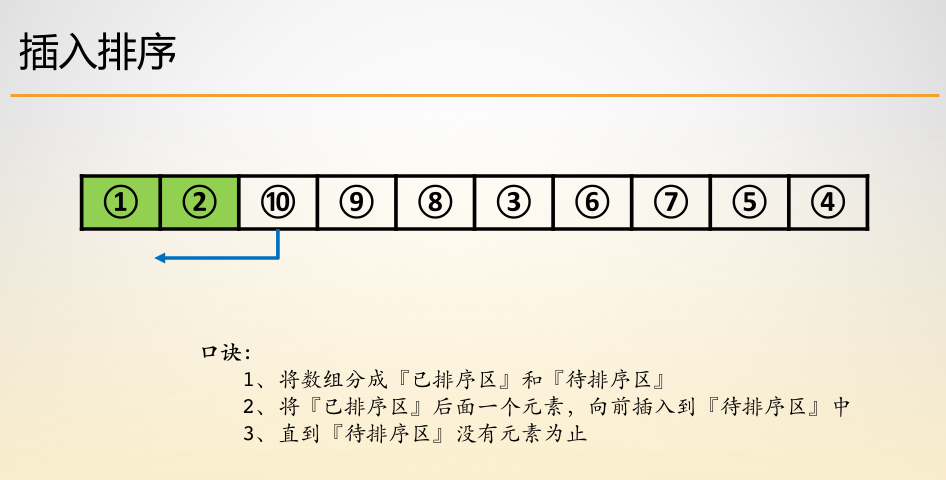 插入排序
① ② ⑩ ⑨ ⑧ ③ ⑥ ⑦ ⑤ ④
口诀:
1、将数组分成『已排序区』和『待排序区』
2、将『已排序区』后面一个元素，向前插入到『待排序区』中
3、直到『待排序区』没有元素为止